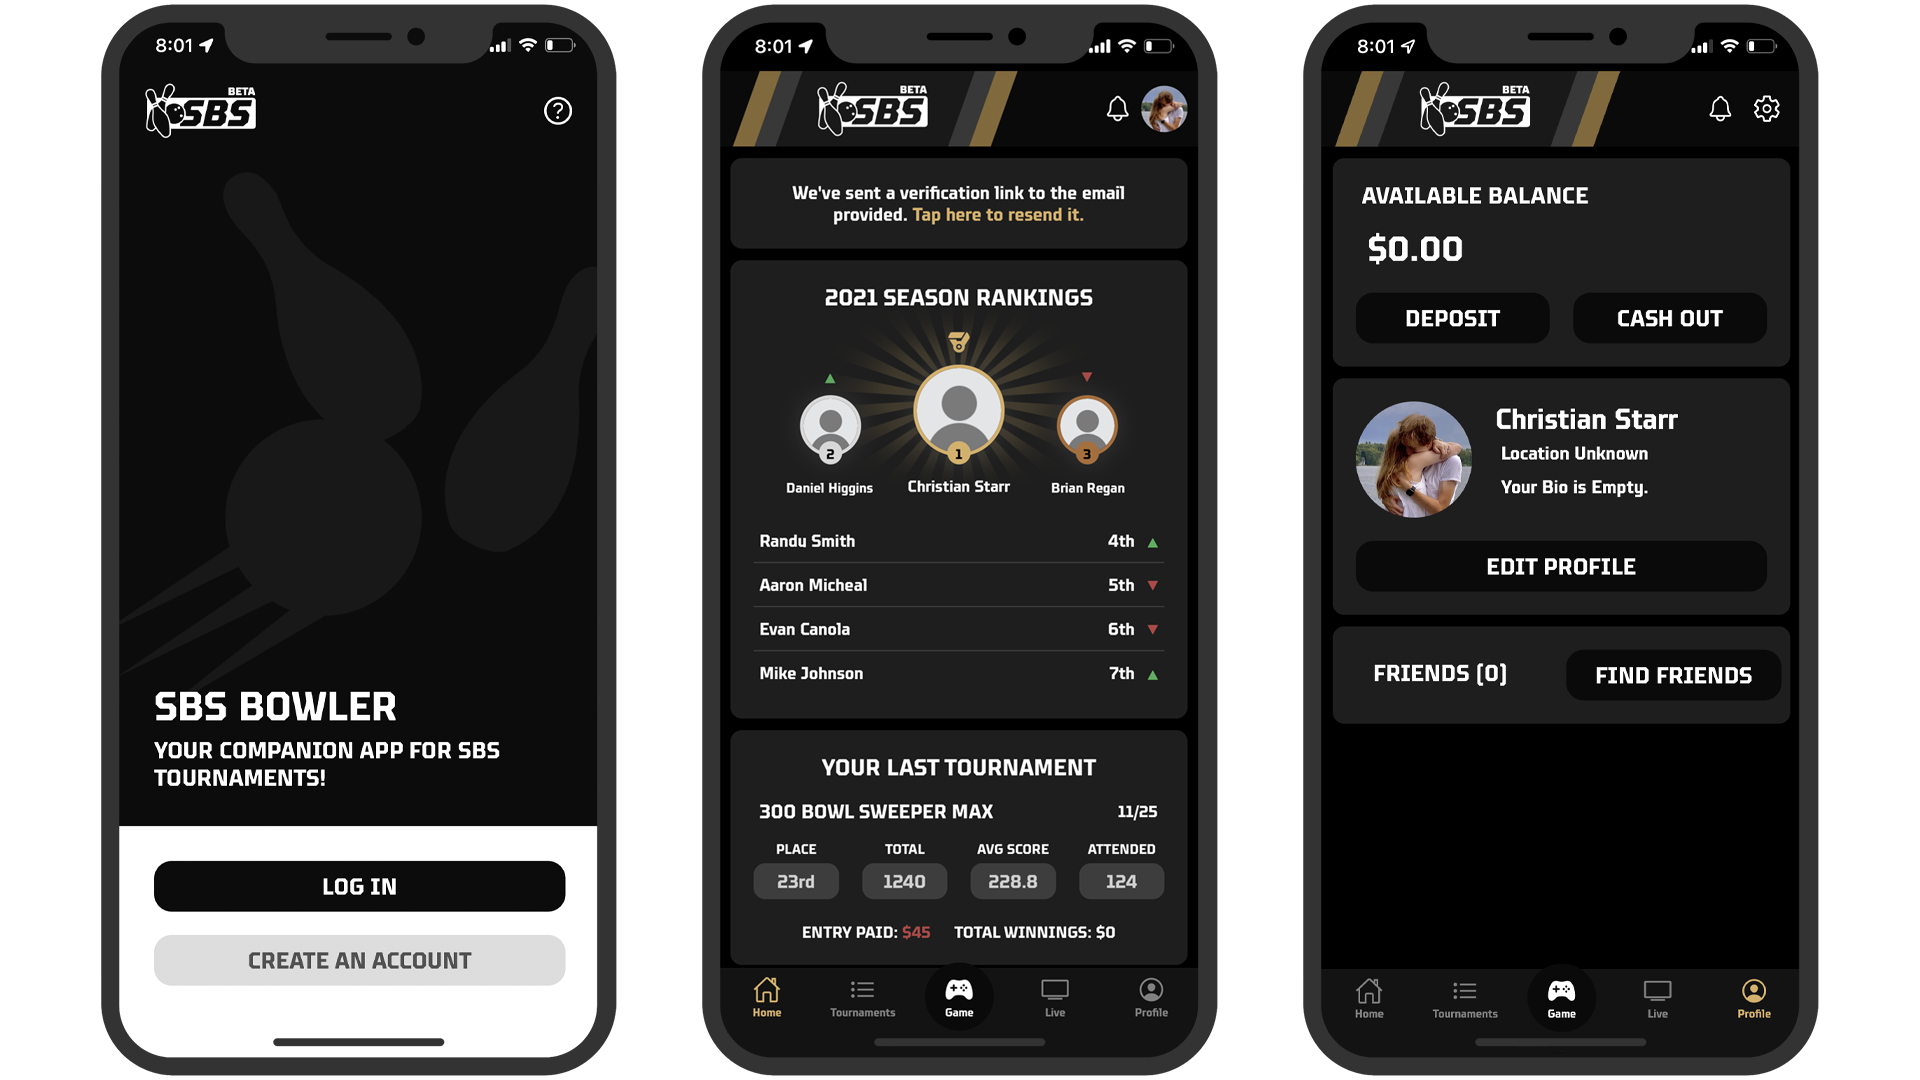 8:01
BETA
SBS
SBS BOWLER
YOUR COMPANION APP FOR SBS
TOURNAMENTS!
LOG IN
CREATE AN ACCOUNT
8:01
BETA
SBS
We've sent a verification link to the email
provided. Tap here to resend it.
2021 SEASON RANKINGS
2
1
3
Daniel Higgins
Christian Starr
Brian Regan
Randu Smith 4th
Aaron Micheal 5th
Evan Canola 6th
Mike Johnson 7th
YOUR LAST TOURNAMENT
300 BOWL SWEEPER MAX 11/25
PLACE TOTAL AVG SCORE ATTENDED
23rd 1240 228.8 124
ENTRY PAID: $45 TOTAL WINNINGS: $0
Home Tournaments Game Live Profile
8:01
BETA
SBS
AVAILABLE BALANCE
$0.00
DEPOSIT CASH OUT
Christian Starr
Location Unknown
Your Bio is Empty.
EDIT PROFILE
FRIENDS (0) FIND FRIENDS
Home Tournaments Game Live Profile